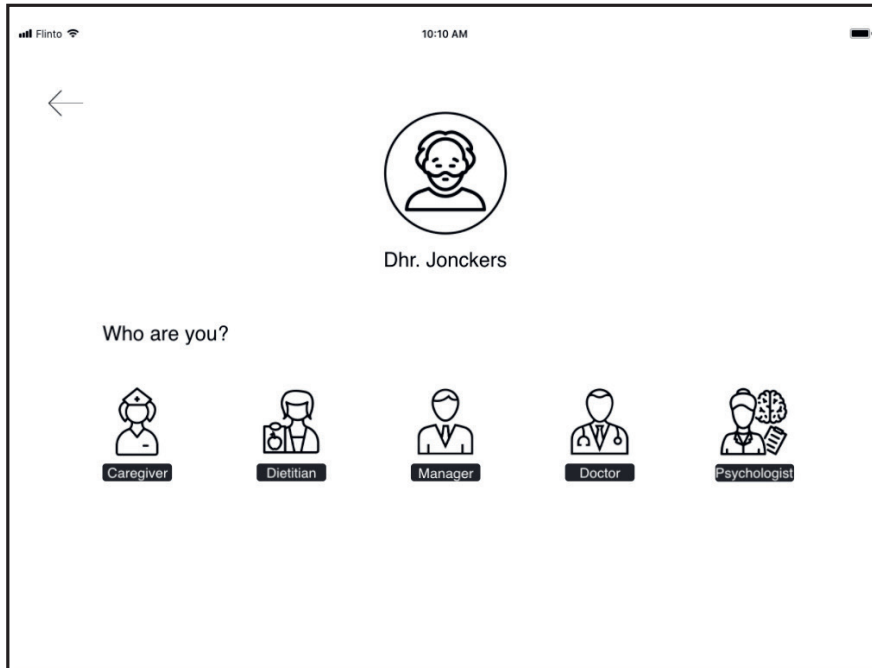 Flinto 10:10 AM
Dhr. Jonckers
Who are you?
Caregiver Dietitian Manager Doctor Psychologist